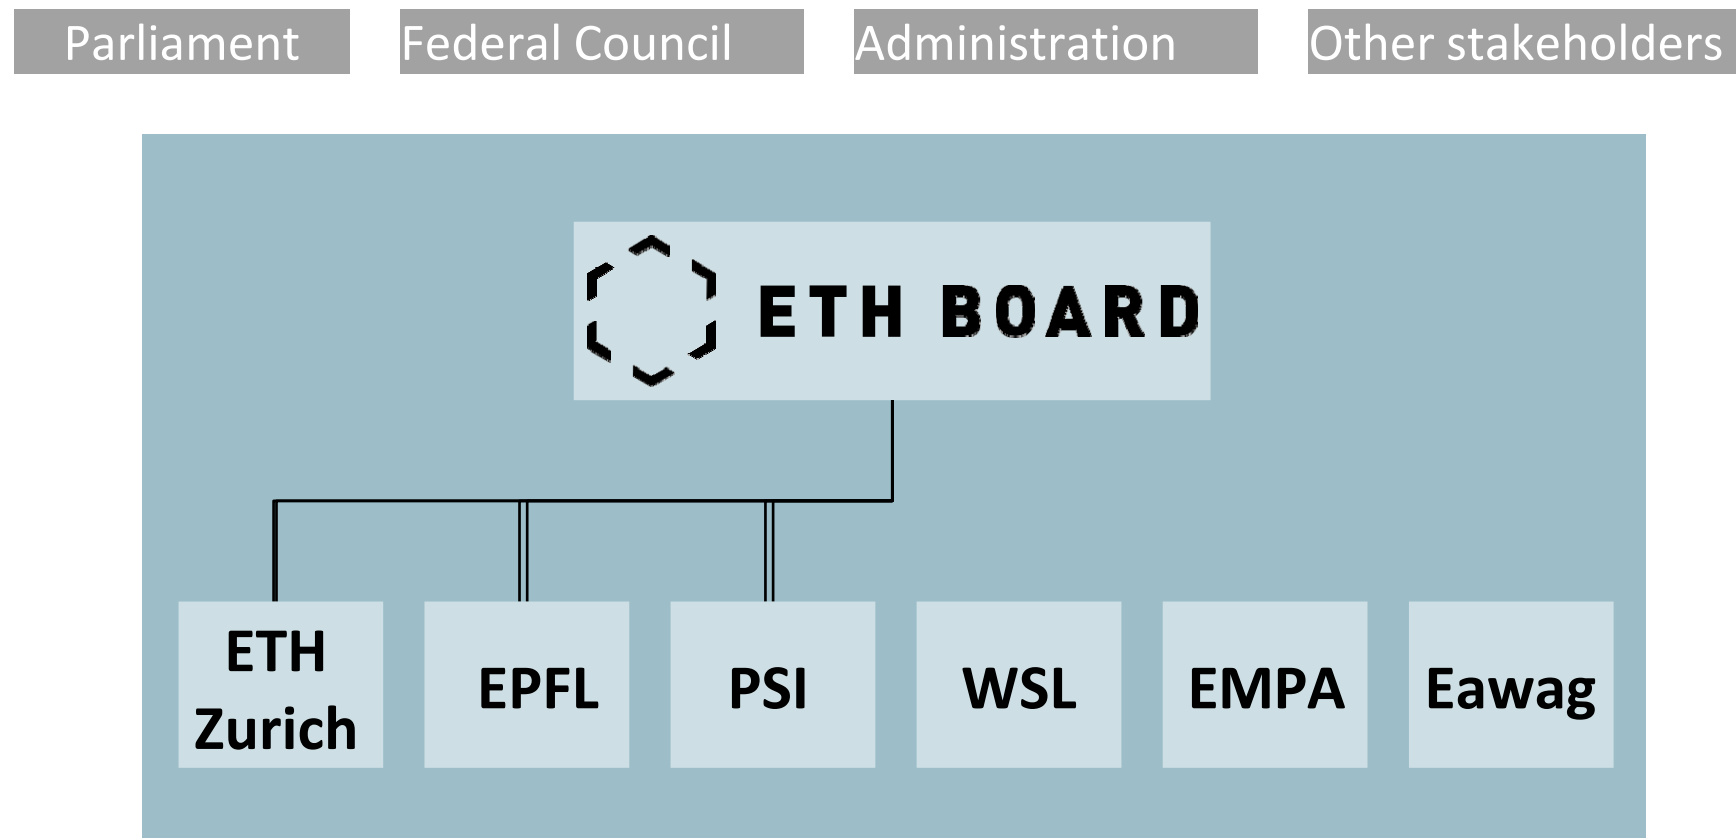 Parliament
Federal Council
Administration
Other stakeholders
ETH BOARD
ETH
Zurich
EPFL
PSI
WSL
EMPA
Eawag